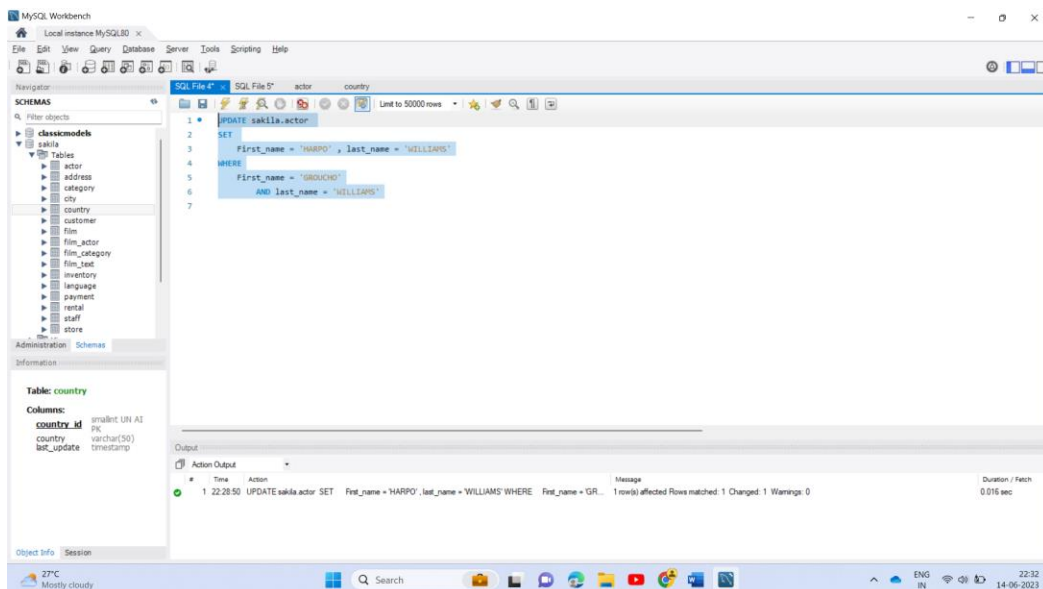 MySQL Workbench
Local instance MySQL80 ×
File Edit View Query Database Server Tools Scripting Help
Navigator
SCHEMAS
Filter objects
classicmodels
sakila
Tables
actor
address
category
city
country
customer
film
film_actor
film_category
film_text
inventory
language
payment
rental
staff
store
Administration Schemas
Information
Table: country
Columns:
country_id smallint UN AI PK
country varchar(50)
last_update timestamp
Object Info Session
SQL File 4* × SQL File 5* actor country
Limit to 50000 rows
1 UPDATE sakila.actor
2 SET
3 First_name = 'HARPO' , last_name = 'WILLIAMS'
4 WHERE
5 First_name = 'GROUCHO'
6 AND last_name = 'WILLIAMS'
7
Output
Action Output
# Time Action Message Duration / Fetch
1 22:28:50 UPDATE sakila.actor SET First_name = 'HARPO' , last_name = 'WILLIAMS' WHERE First_name = 'GR... 1 row(s) affected Rows matched: 1 Changed: 1 Warnings: 0 0.016 sec
27°C
Mostly cloudy
Search
ENG
IN
22:32
14-06-2023